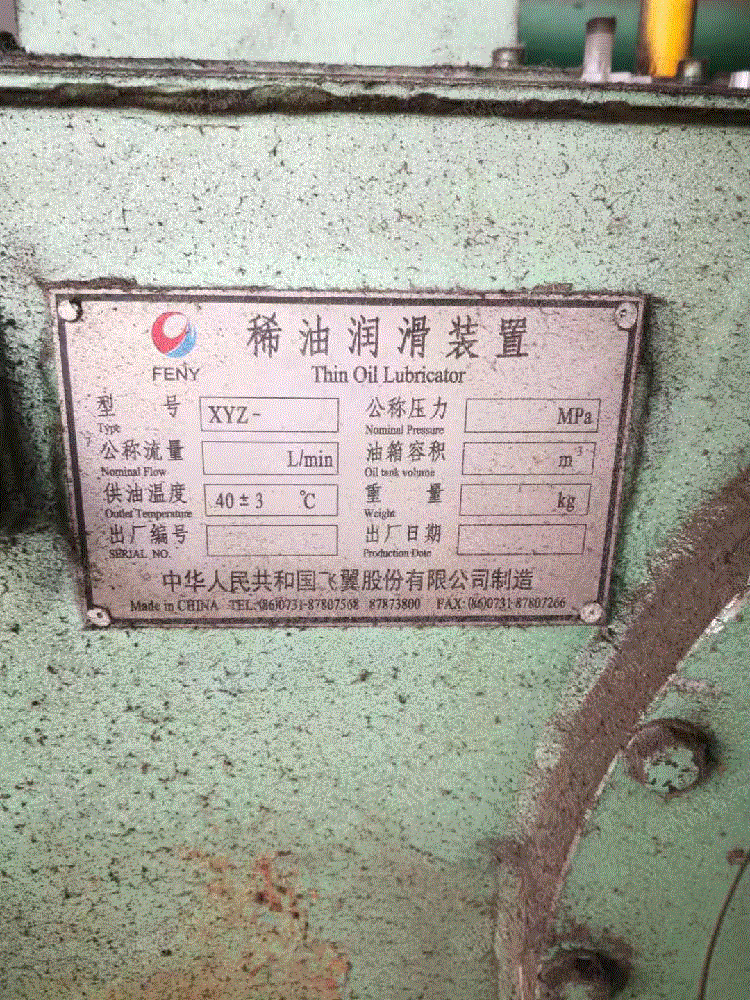 FENY
稀油润滑装置
Thin Oil Lubricator
型 号 XYZ- 公称压力 MPa
Type Nominal Pressure
公称流量 L/min 油箱容积 m³
Nominal Flow Oil tank volume
供油温度 40±3 ℃ 重 量 kg
Outlet Temperature Weight
出厂编号 出厂日期
SERIAL NO. Production Date
中华人民共和国飞翼股份有限公司制造
Made in CHINA TEL:(86)0731-87807568 87873800 FAX:(86)0731-87807266